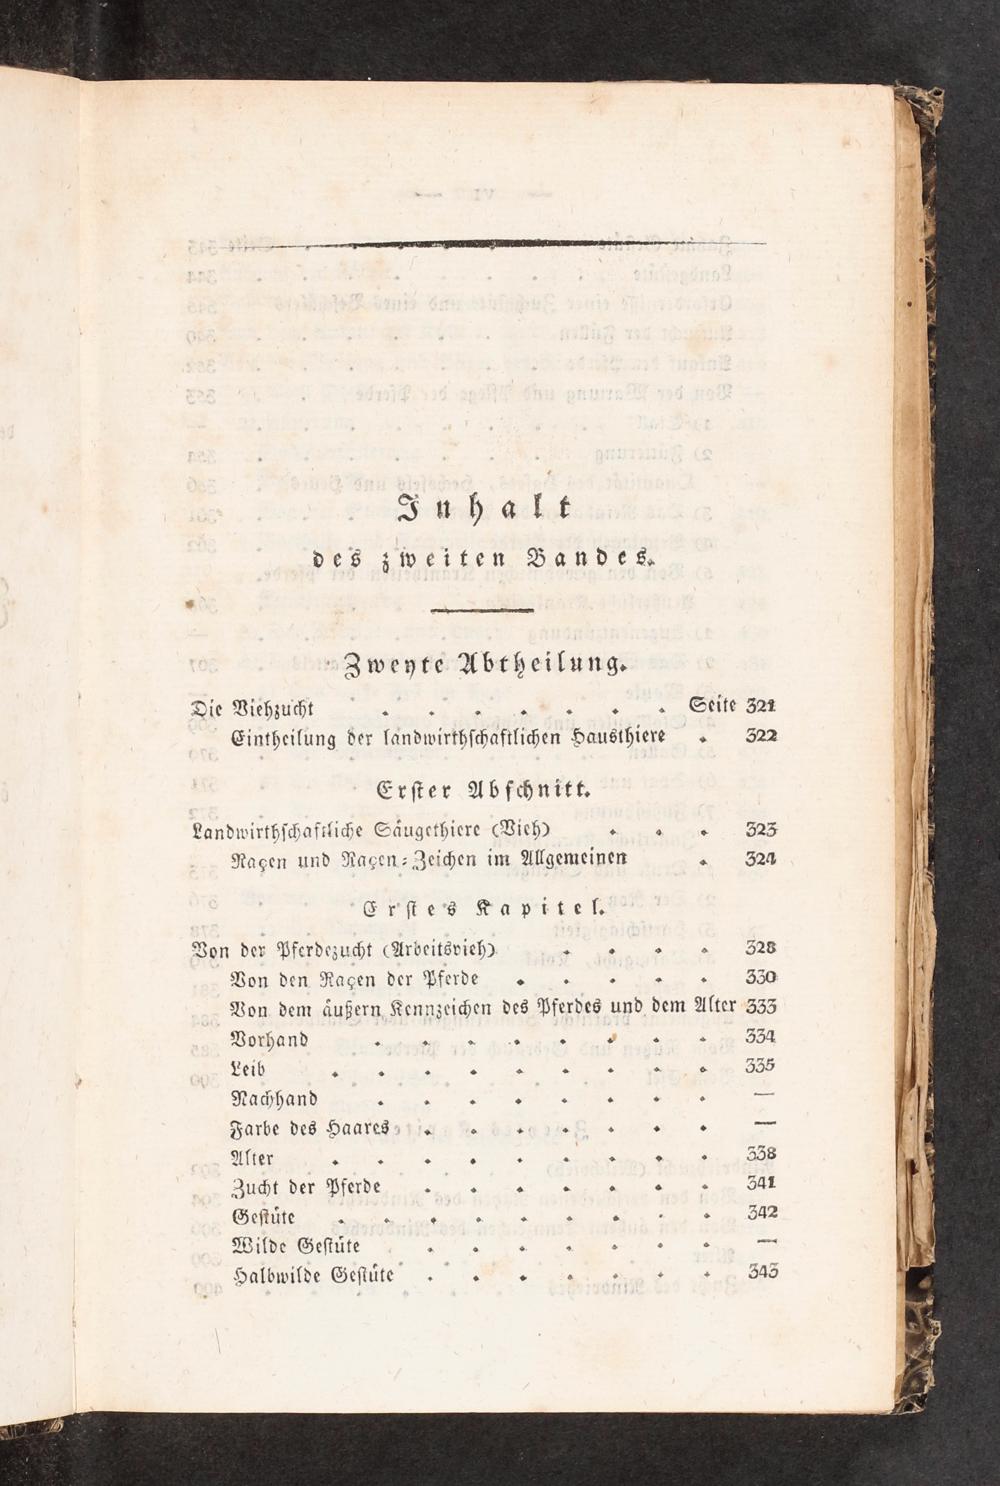 Inhalt
des zweiten Bandes.
Zweyte Abtheilung.
Die Viehzucht . . . . . . . Seite 321
Eintheilung der landwirthschaftlichen Hausthiere . 322
Erster Abschnitt.
Landwirthschaftliche Säugethiere (Vieh) . . . 323
Raçen und Raçen-Zeichen im Allgemeinen . 324
Erstes Kapitel.
Von der Pferdezucht (Arbeitsvieh) . . . . 328
Von den Raçen der Pferde . . . . . 330
Von dem äußern Kennzeichen des Pferdes und dem Alter 333
Vorhand . . . . . . . . 334
Leib . . . . . . . . . 335
Nachhand . . . . . . . . —
Farbe des Haares . . . . . . . —
Alter . . . . . . . . . 338
Zucht der Pferde . . . . . . . 341
Gestüte . . . . . . . . . 342
Wilde Gestüte . . . . . . . —
Halbwilde Gestüte . . . . . . . 343